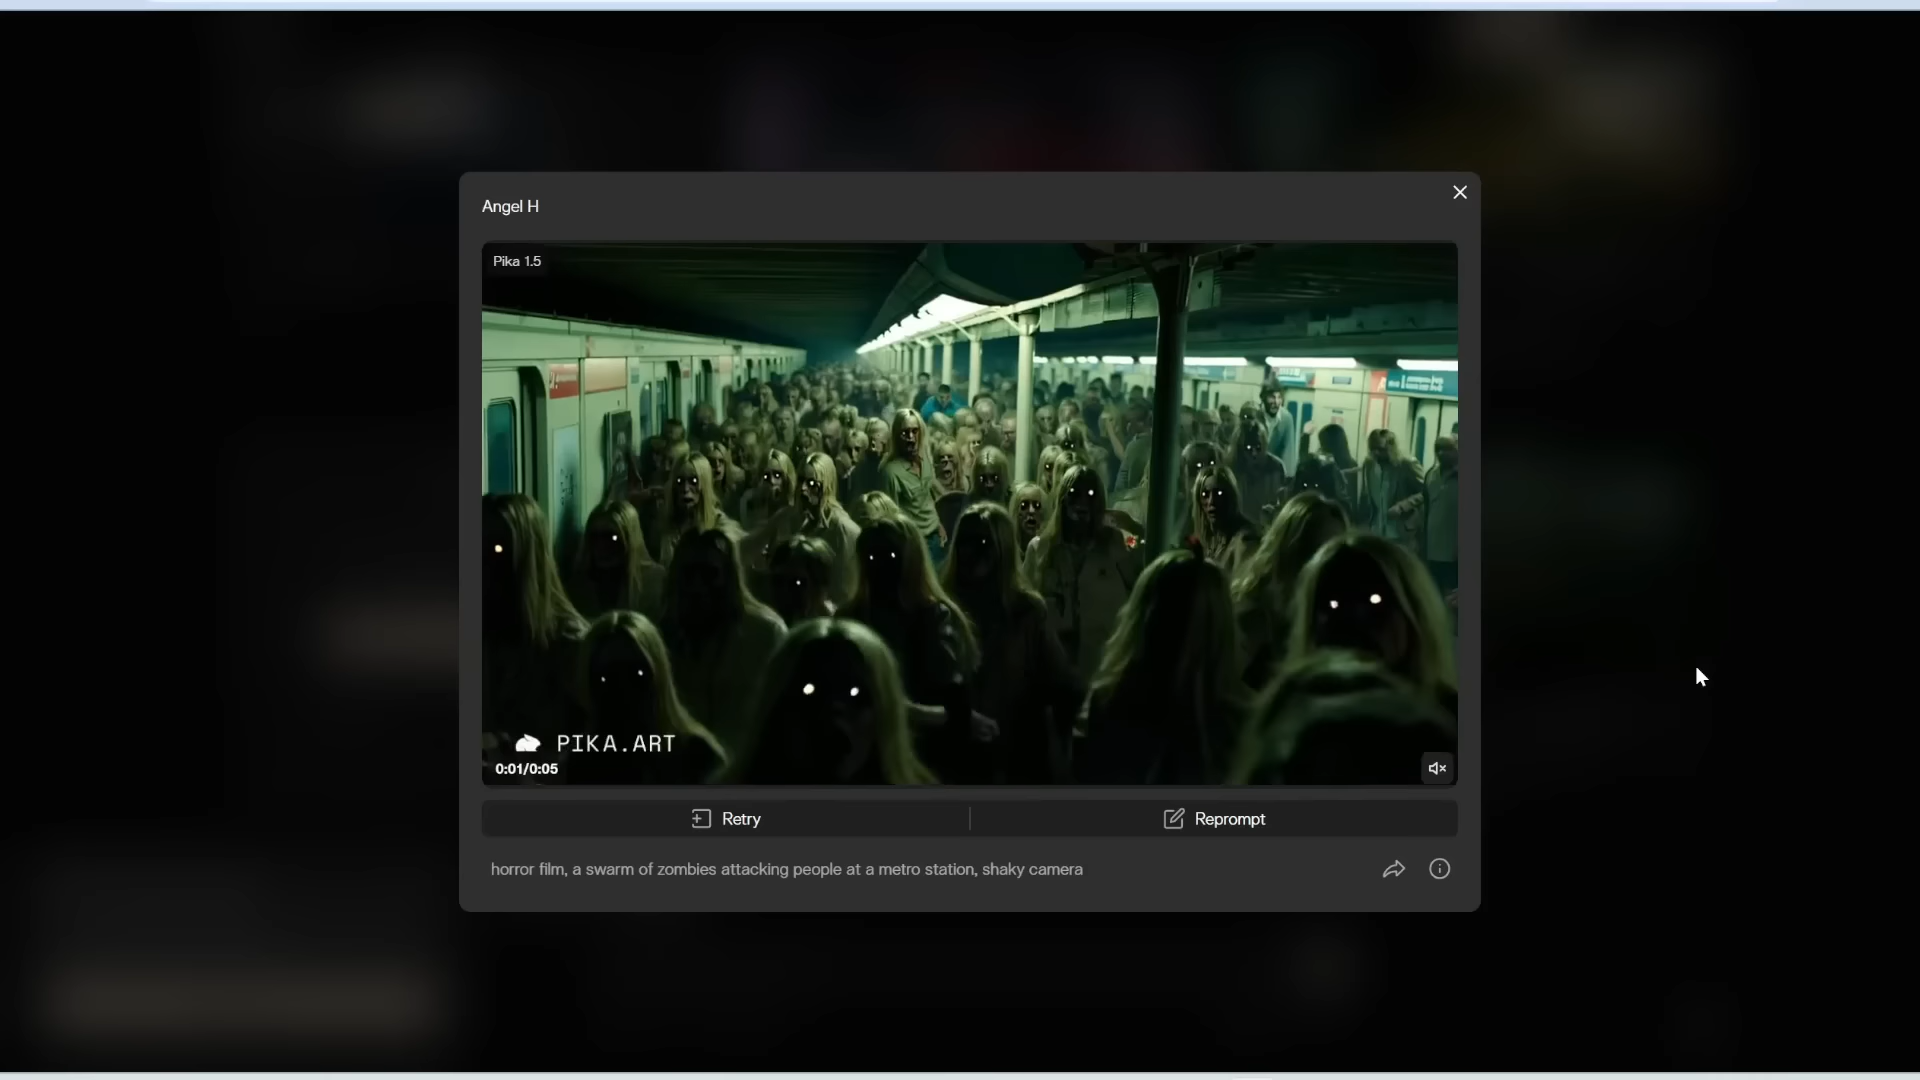 Angel H
Pika 1.5
PIKA.ART
0:01/0:05
Retry
Reprompt
horror film, a swarm of zombies attacking people at a metro station, shaky camera